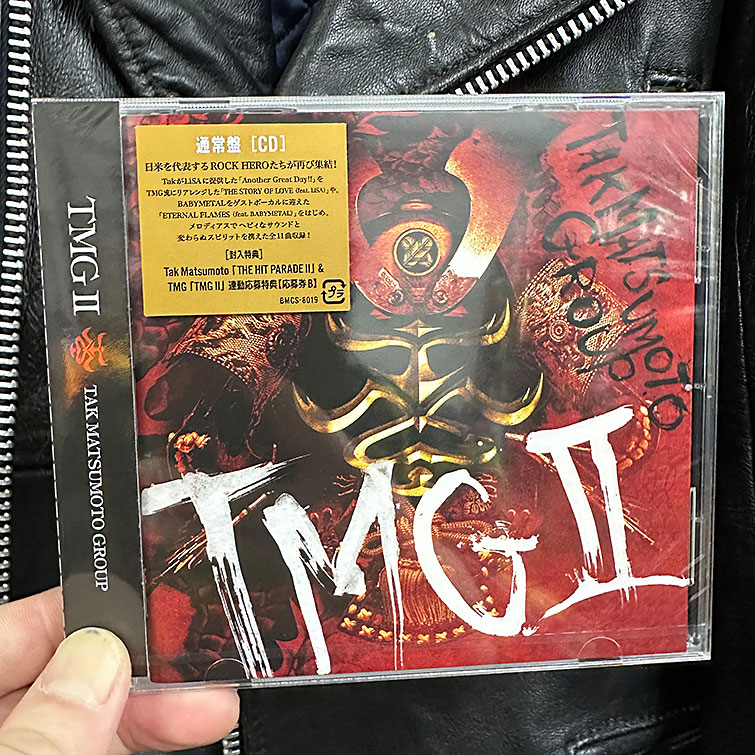 通常盤 [CD]
日米を代表するROCK HEROたちが再び集結!
TakがLiSAに提供した「Another Great Day!!」を
TMG流にリアレンジした「THE STORY OF LOVE (feat. LiSA)」や、
BABYMETALをゲストボーカルに迎えた
「ETERNAL FLAMES (feat. BABYMETAL)」をはじめ、
メロディアスでヘビィなサウンドと
変わらぬスピリットを携えた全11曲収録!
[封入特典]
Tak Matsumoto「THE HIT PARADE II」&
TMG「TMG II」連動応募特典[応募券B]
BMCS-8019
プラ
TMG II
TAK MATSUMOTO GROUP
TAK MATSUMOTO
GROUP
TMG II